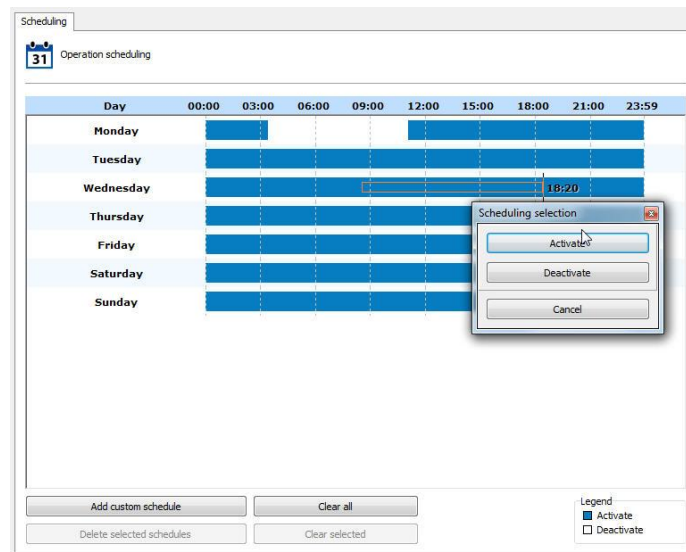 Scheduling
31 Operation scheduling
Day 00:00 03:00 06:00 09:00 12:00 15:00 18:00 21:00 23:59
Monday
Tuesday
Wednesday 18:20
Thursday
Friday
Saturday
Sunday
Scheduling selection
Activate
Deactivate
Cancel
Add custom schedule Clear all
Delete selected schedules Clear selected
Legend
Activate
Deactivate